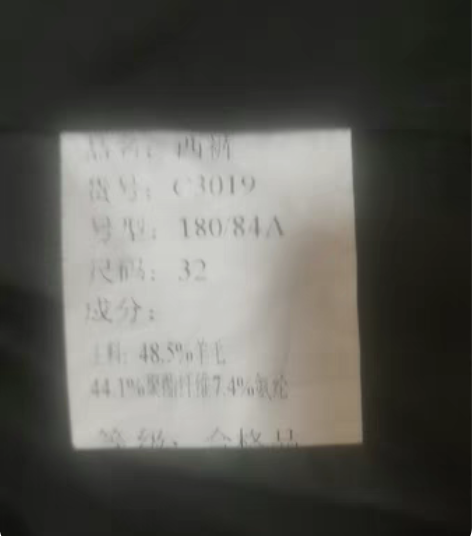 品名：西裤
货号：C3019
号型：180/84A
尺码：32
成分：
主料：48.5%羊毛
44.1%聚酯纤维7.4%氨纶
等级：合格品